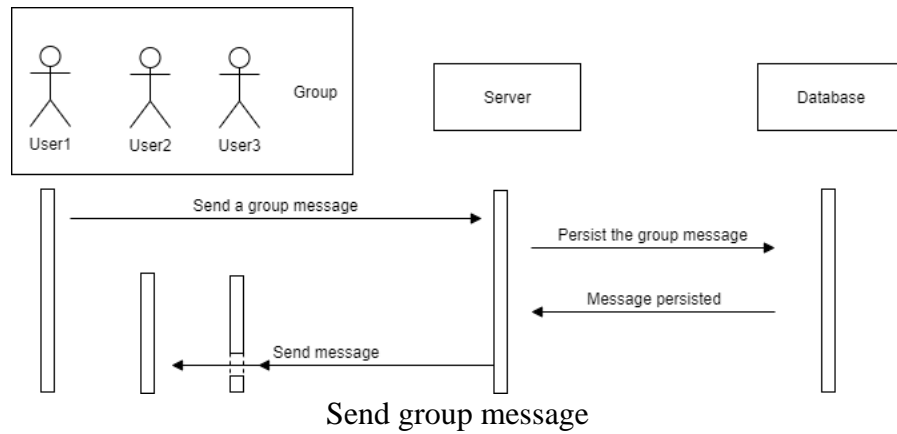 Group
Server
Database
User1
User2
User3
Send a group message
Persist the group message
Message persisted
Send message
Send group message